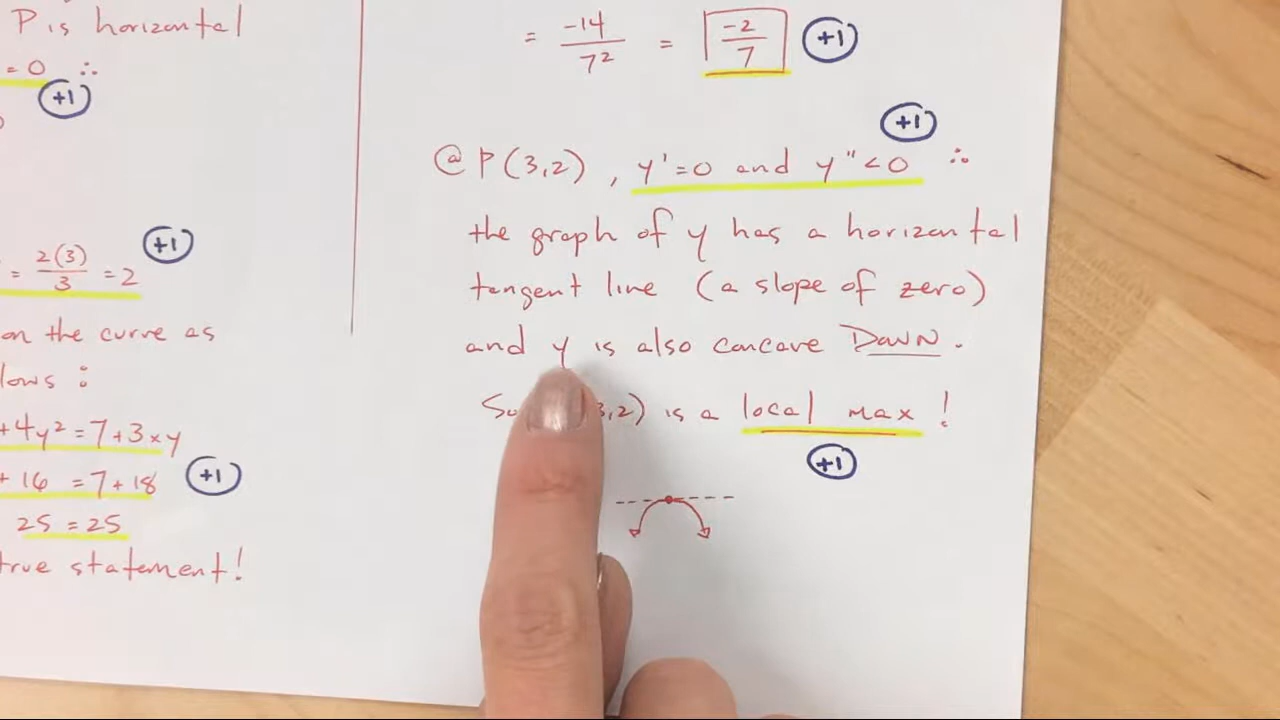 P is horizontal
= 0 ∴
+1
= 2(3)/3 = 2
+1
on the curve as
lows :
+4y² = 7+3xy
+ 16 = 7+18
+1
25 = 25
true statement!
= -14/7² = -2/7
+1
+1
@ P(3,2), y'=0 and y"<0 ∴
the graph of y has a horizontal
tangent line (a slope of zero)
and y is also concave DOWN.
3,2) is a local max!
+1